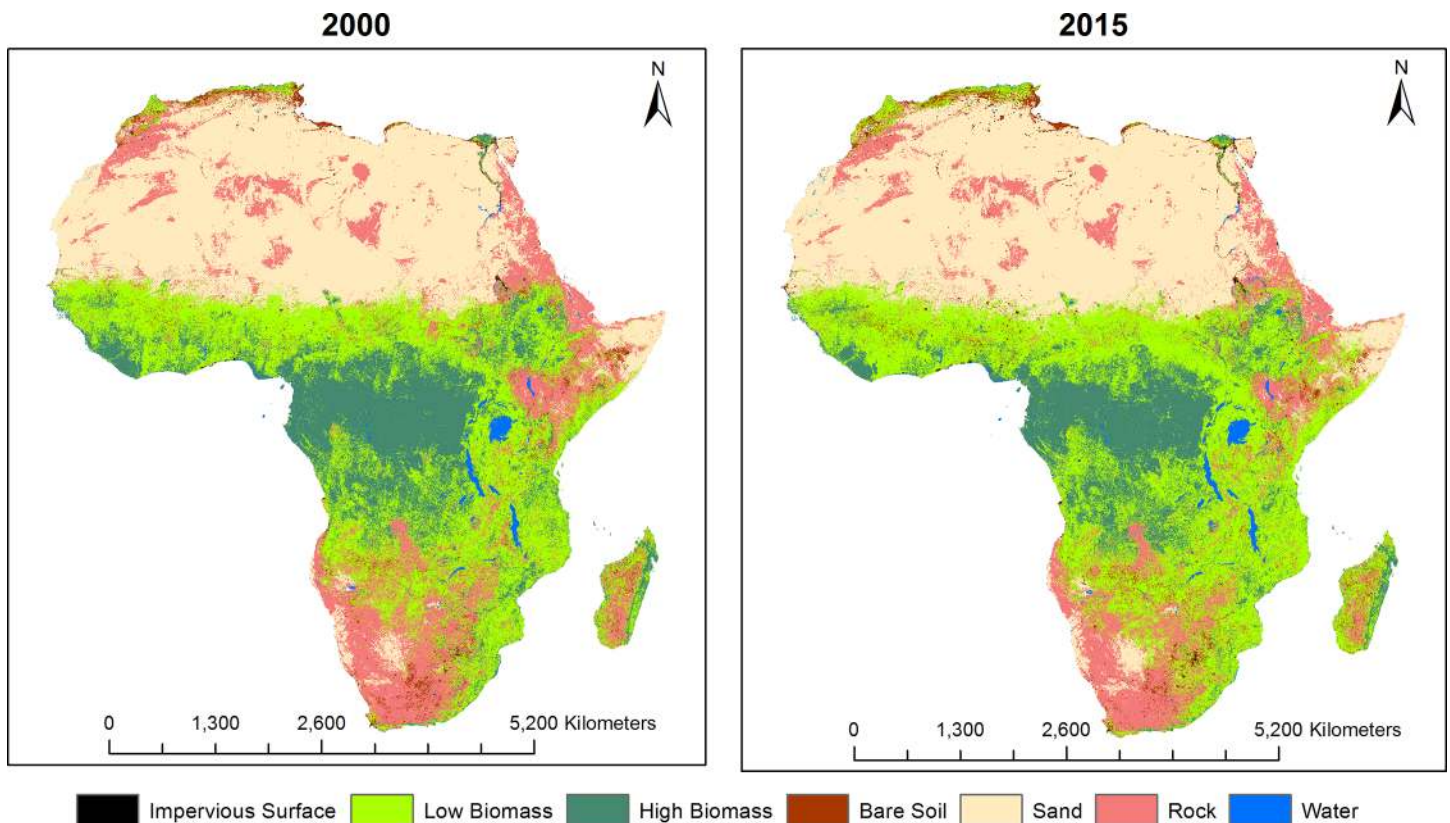 2000
2015
N
N
0 1,300 2,600 5,200 Kilometers
0 1,300 2,600 5,200 Kilometers
Impervious Surface Low Biomass High Biomass Bare Soil Sand Rock Water